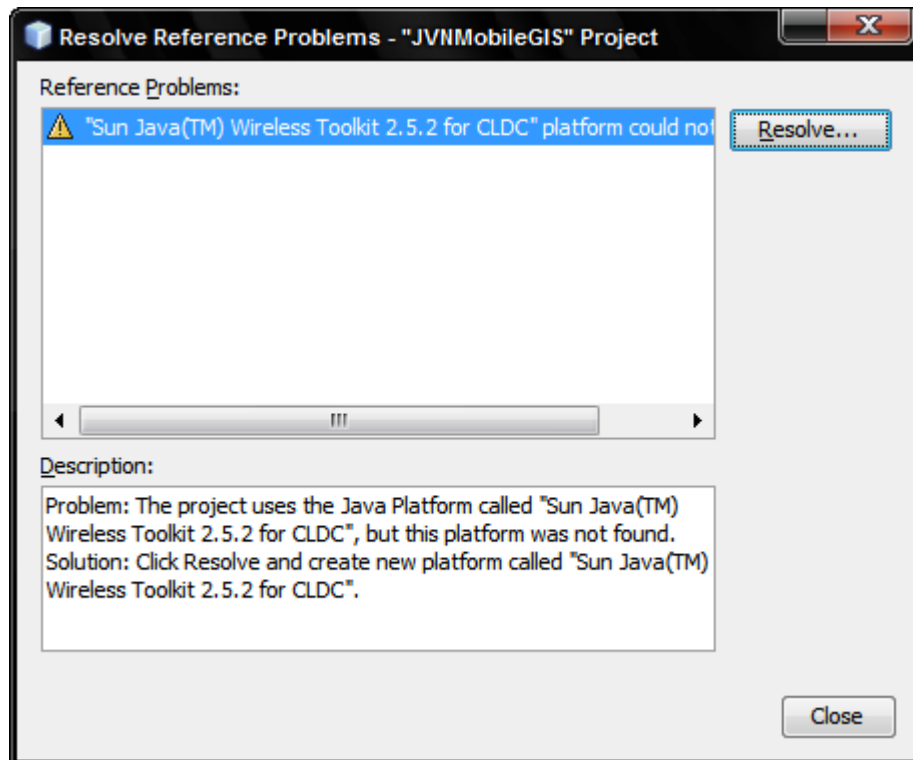 Resolve Reference Problems - "JVNMobileGIS" Project
Reference Problems:
"Sun Java(TM) Wireless Toolkit 2.5.2 for CLDC" platform could not
Resolve...
Description:
Problem: The project uses the Java Platform called "Sun Java(TM)
Wireless Toolkit 2.5.2 for CLDC", but this platform was not found.
Solution: Click Resolve and create new platform called "Sun Java(TM)
Wireless Toolkit 2.5.2 for CLDC".
Close